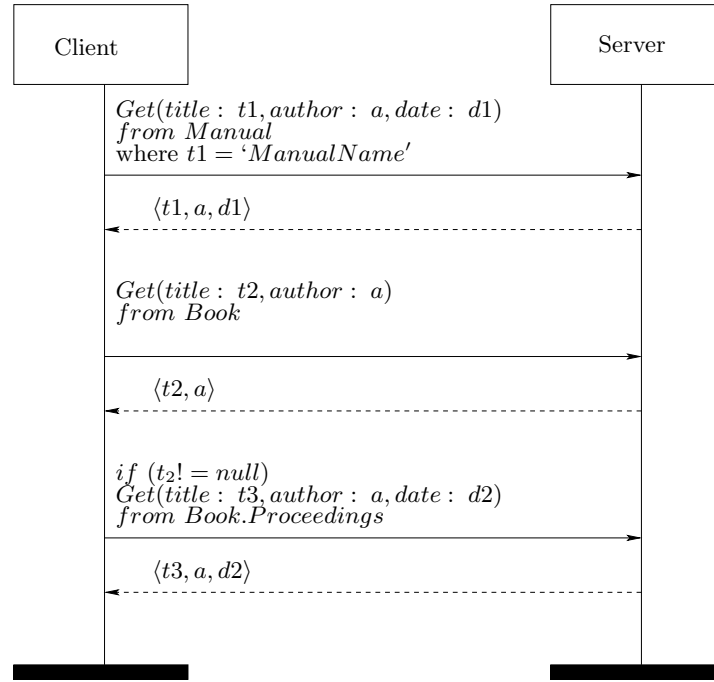 Client
Server
Get(title : t1, author : a, date : d1)
from Manual
where t1 = ‘ManualName′
⟨t1, a, d1⟩
Get(title : t2, author : a)
from Book
⟨t2, a⟩
if (t₂! = null)
Get(title : t3, author : a, date : d2)
from Book.Proceedings
⟨t3, a, d2⟩